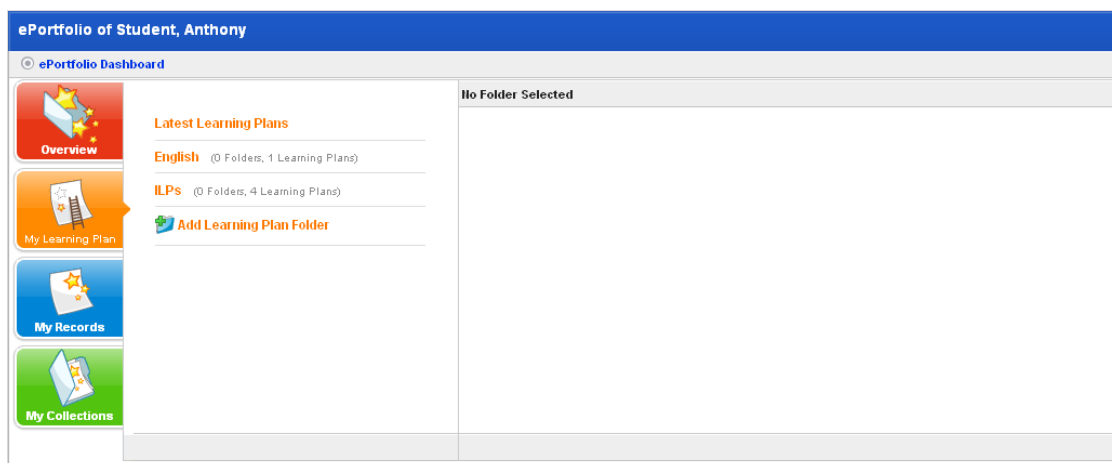 ePortfolio of Student, Anthony
ePortfolio Dashboard
Overview
My Learning Plan
My Records
My Collections
Latest Learning Plans
English (0 Folders, 1 Learning Plans)
ILPs (0 Folders, 4 Learning Plans)
Add Learning Plan Folder
No Folder Selected